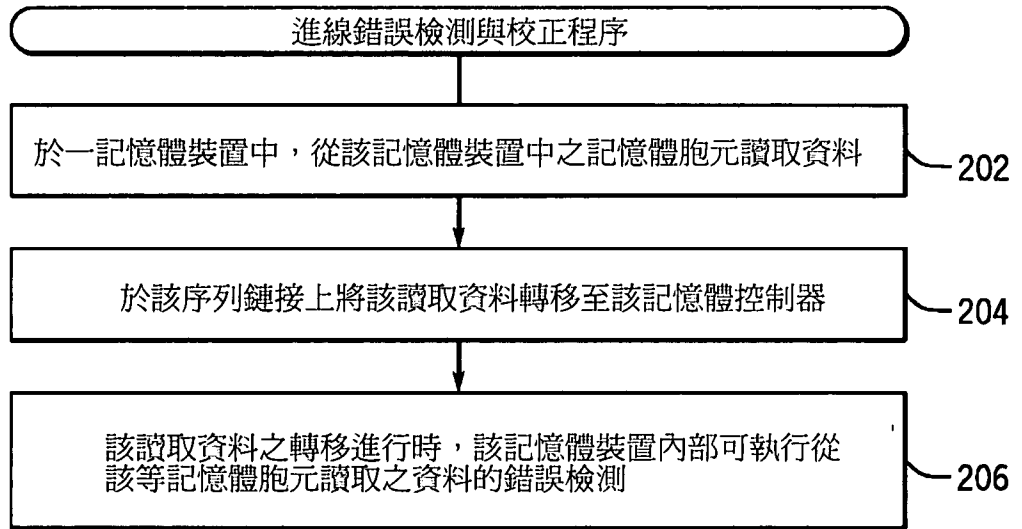 進線錯誤檢測與校正程序
於一記憶體裝置中,從該記憶體裝置中之記憶體胞元讀取資料
202
於該序列鏈接上將該讀取資料轉移至該記憶體控制器
204
該讀取資料之轉移進行時,該記憶體裝置內部可執行從
該等記憶體胞元讀取之資料的錯誤檢測
206